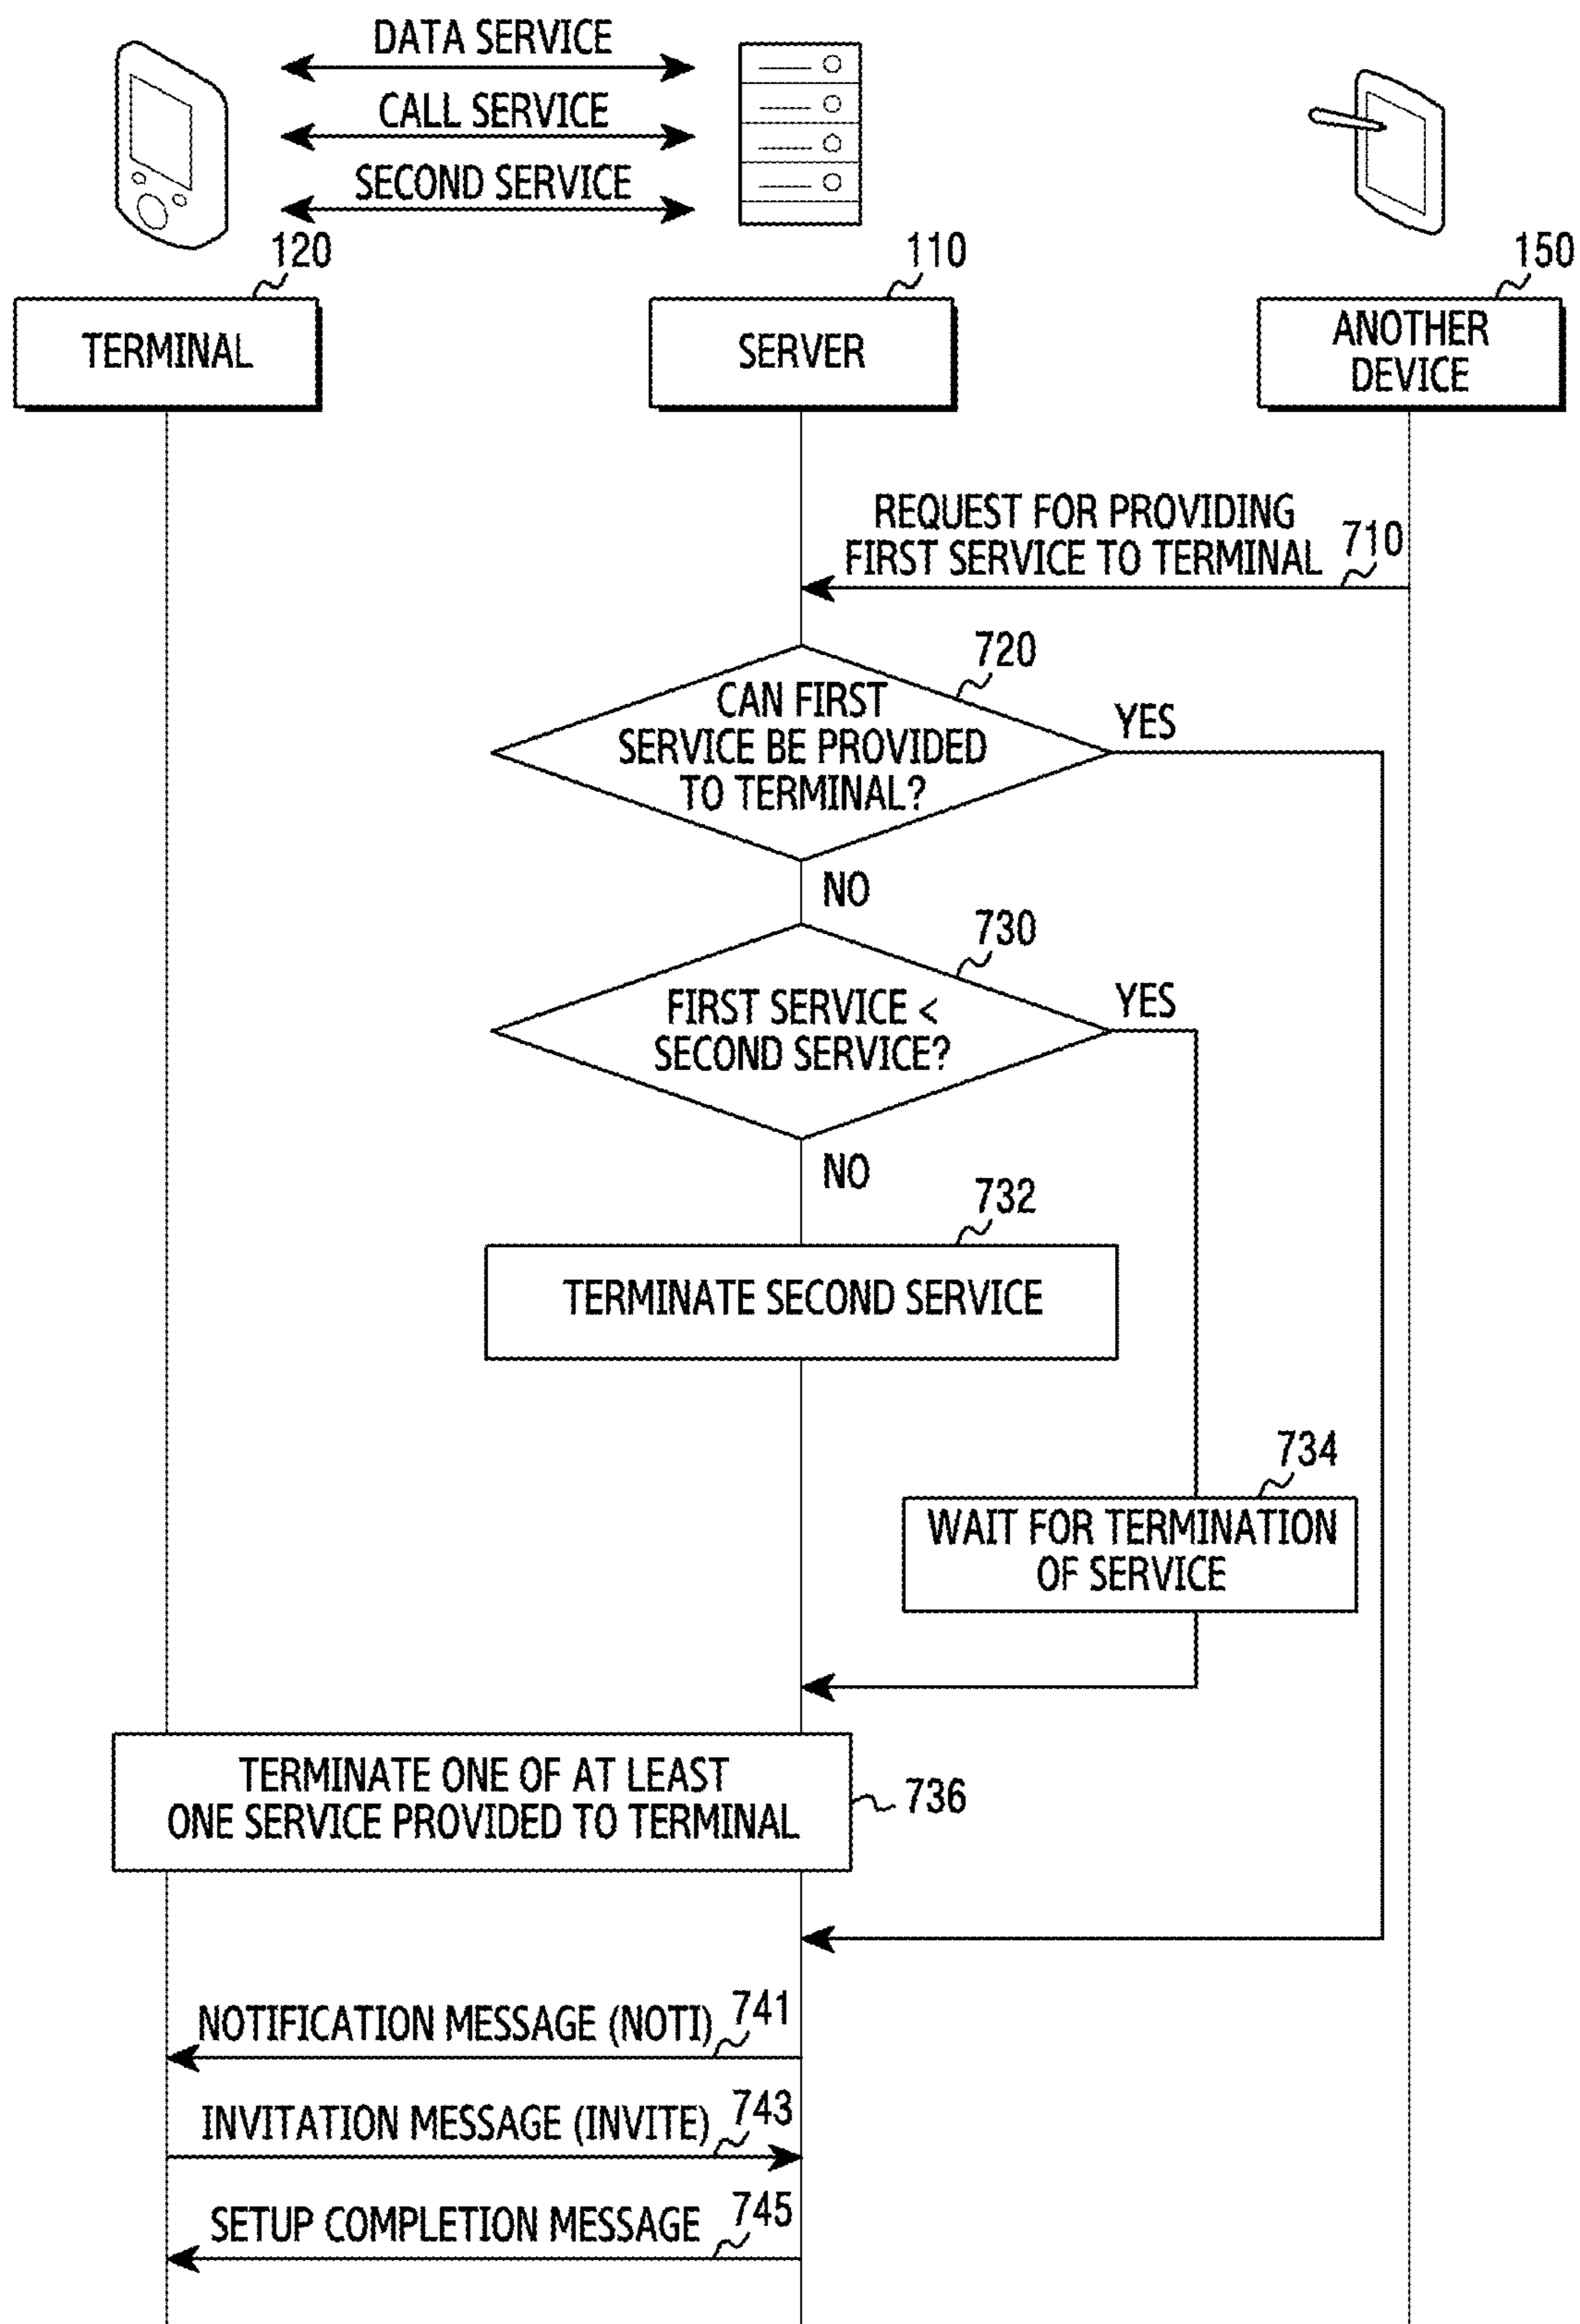 DATA SERVICE
CALL SERVICE
SECOND SERVICE
120
110
150
TERMINAL
SERVER
ANOTHER
DEVICE
REQUEST FOR PROVIDING
FIRST SERVICE TO TERMINAL
710
720
CAN FIRST
SERVICE BE PROVIDED
TO TERMINAL?
YES
NO
730
FIRST SERVICE <
SECOND SERVICE?
YES
NO
732
TERMINATE SECOND SERVICE
734
WAIT FOR TERMINATION
OF SERVICE
TERMINATE ONE OF AT LEAST
ONE SERVICE PROVIDED TO TERMINAL
736
NOTIFICATION MESSAGE (NOTI)
741
INVITATION MESSAGE (INVITE)
743
SETUP COMPLETION MESSAGE
745